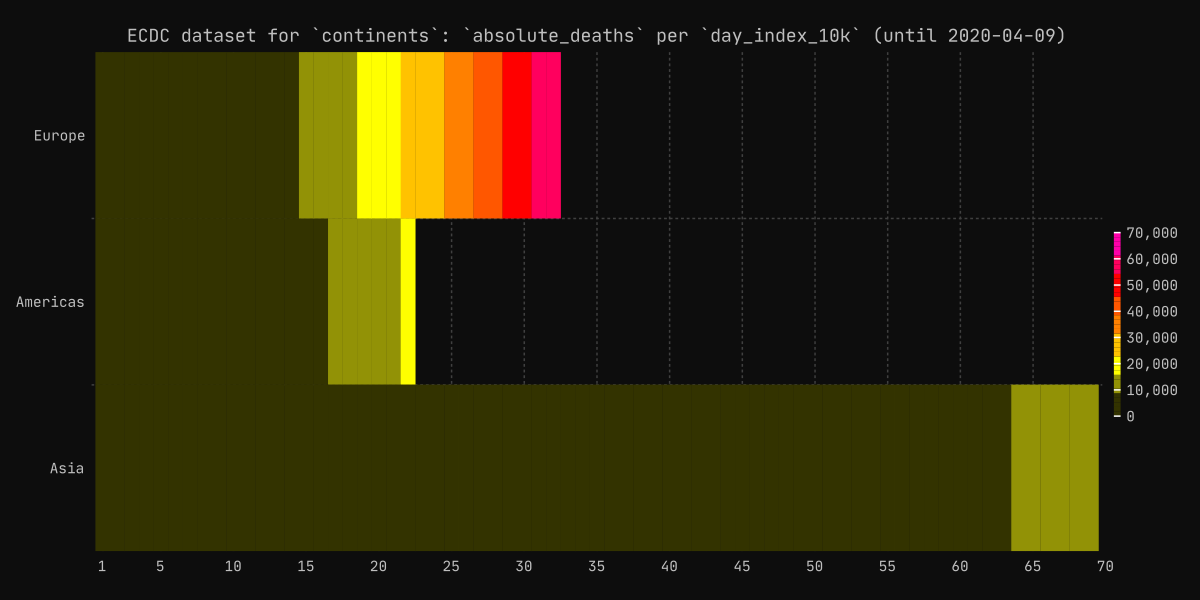 ECDC dataset for `continents`: `absolute_deaths` per `day_index_10k` (until 2020-04-09)
Europe
Americas
Asia
70,000
60,000
50,000
40,000
30,000
20,000
10,000
0
1 5 10 15 20 25 30 35 40 45 50 55 60 65 70